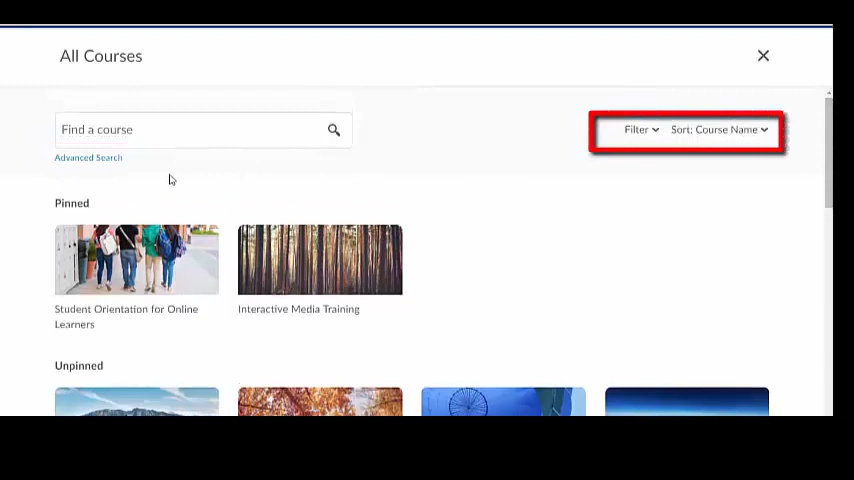 All Courses
Find a course
Filter
Sort: Course Name
Advanced Search
Pinned
Student Orientation for Online
Learners
Interactive Media Training
Unpinned